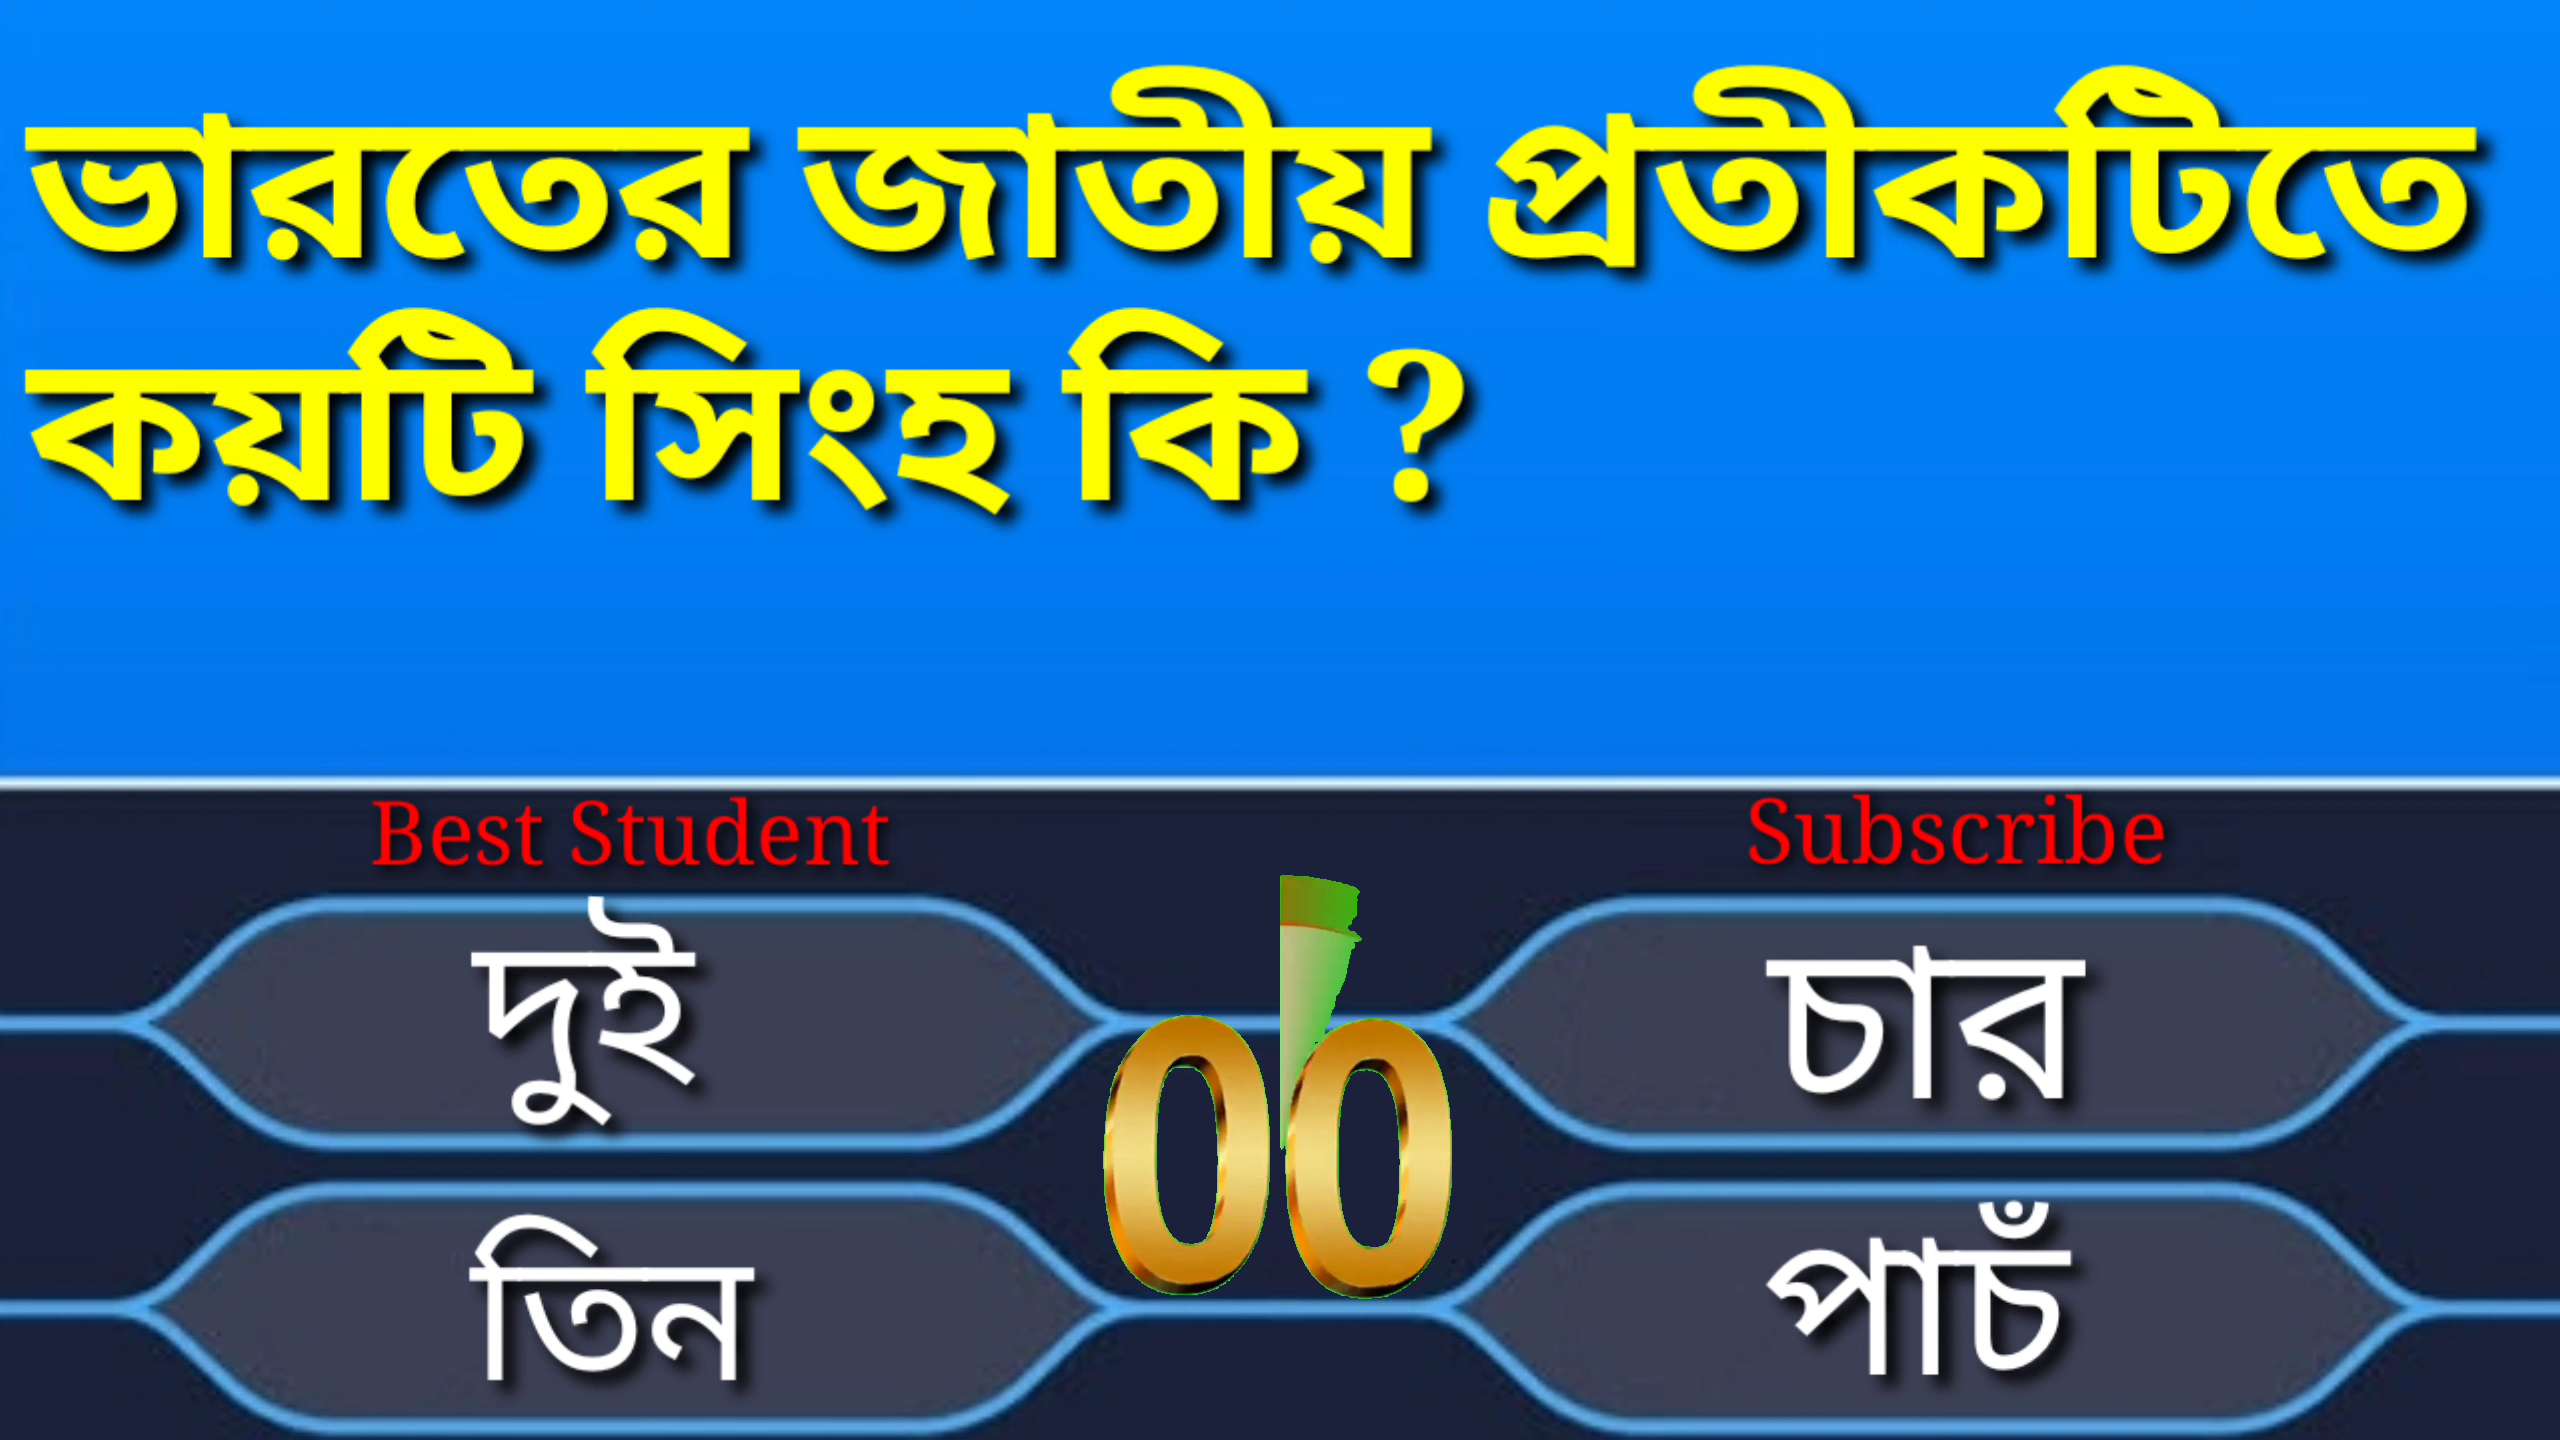 ভারতের জাতীয় প্রতীকটিতে
কয়টি সিংহ কি ?
Best Student
Subscribe
দুই
চার
00
তিন
পাচঁ